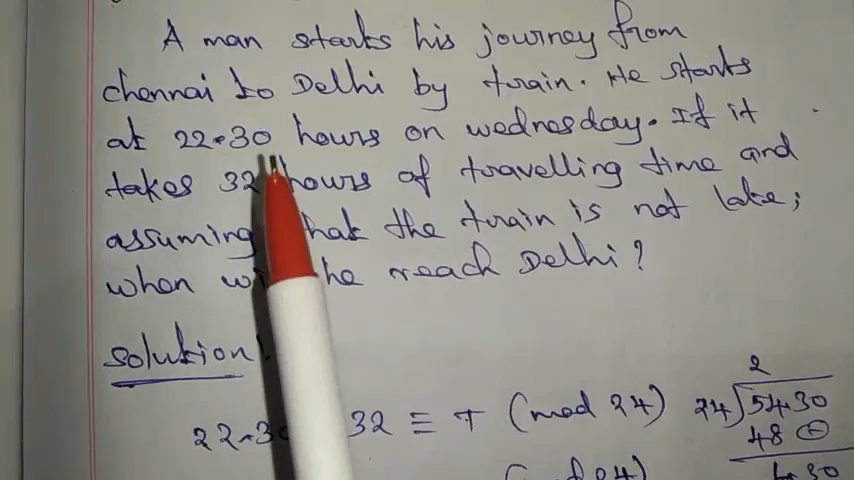 A man starts his journey from
chennai to Delhi by train. He starts
at 22.30 hours on wednesday. If it
takes 32 hours of travelling time and
assuming that the train is not late;
when he reach Delhi?
solution
2
22.3 32 ≡ T (mod 24) 24)54.30
48 (-)
6.30